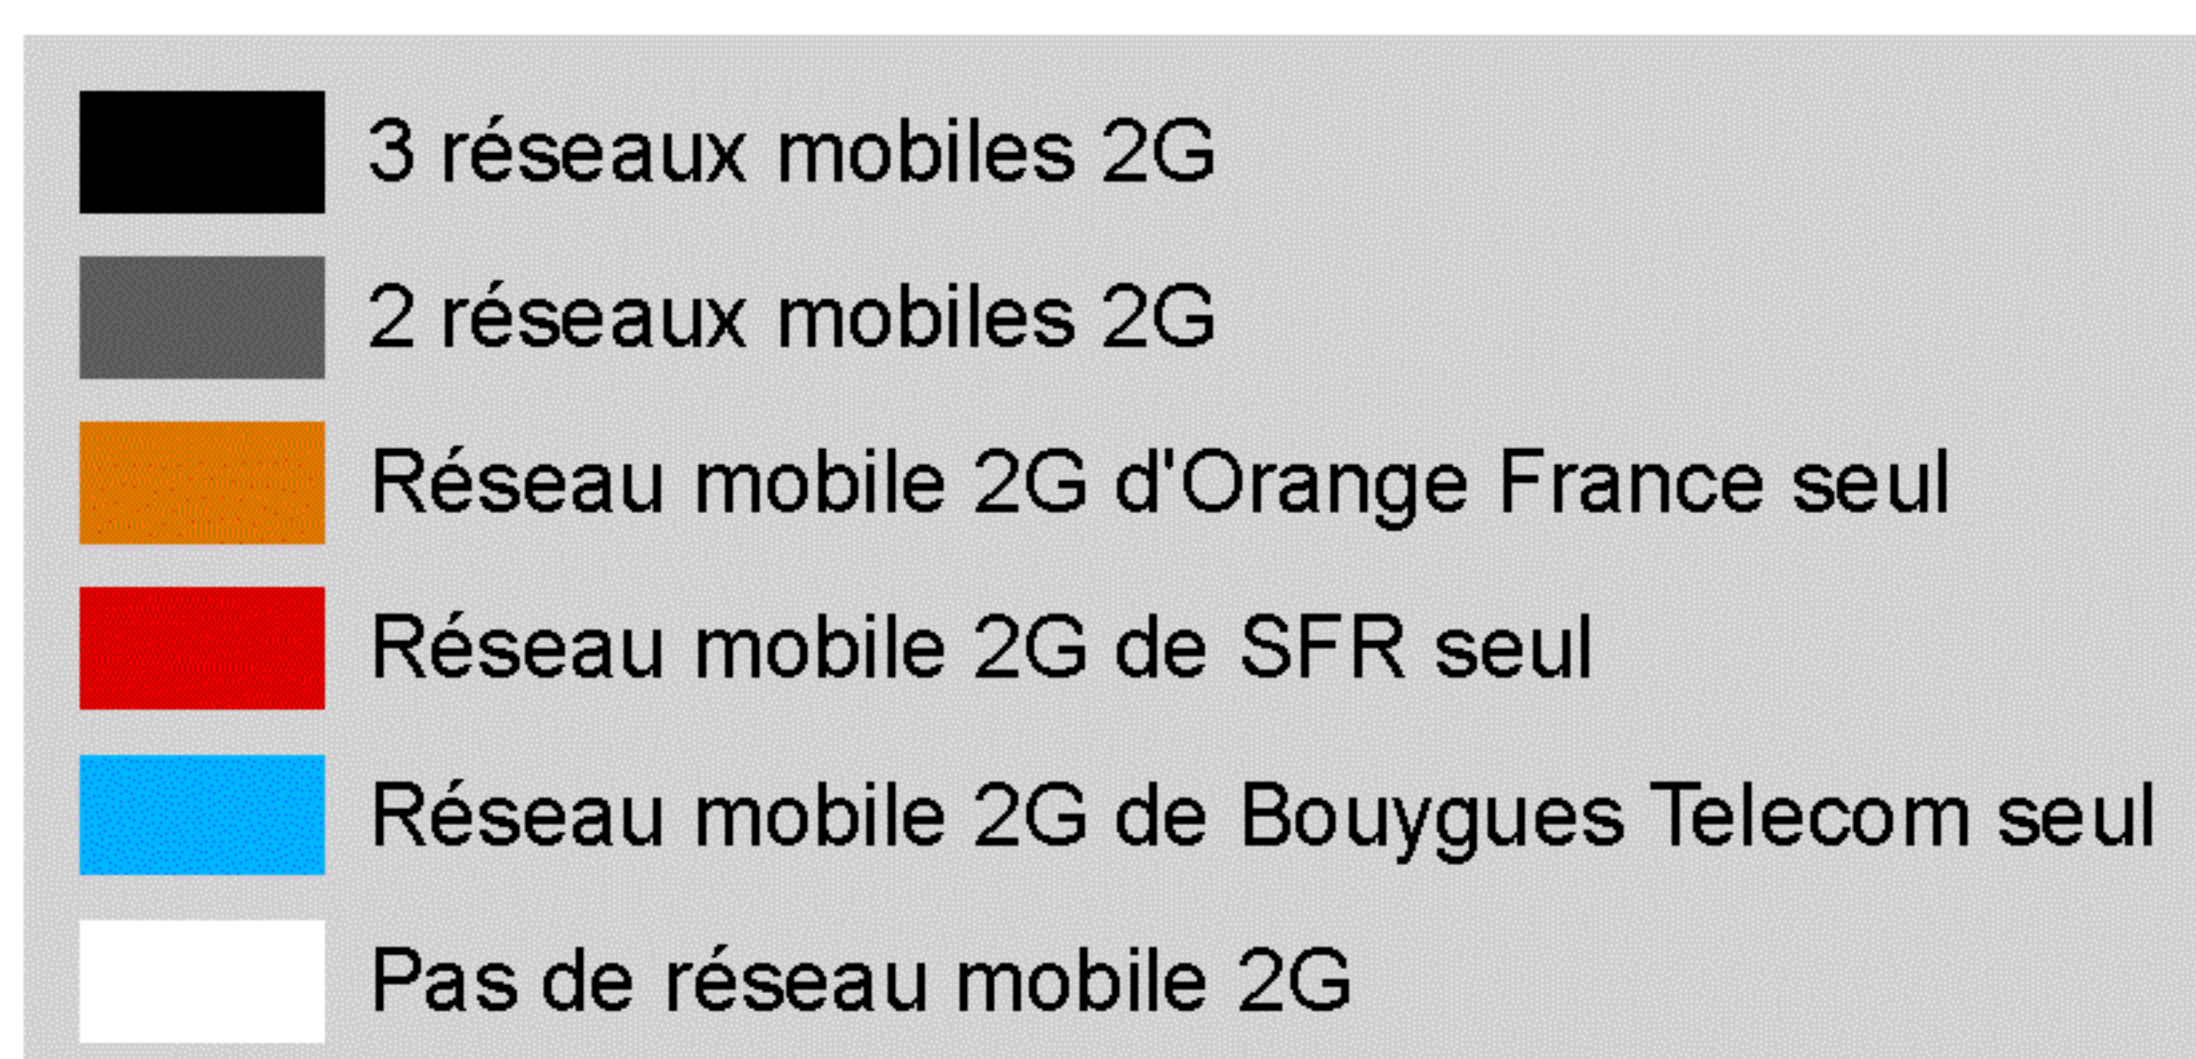 3 réseaux mobiles 2G
2 réseaux mobiles 2G
Réseau mobile 2G d'Orange France seul
Réseau mobile 2G de SFR seul
Réseau mobile 2G de Bouygues Telecom seul
Pas de réseau mobile 2G